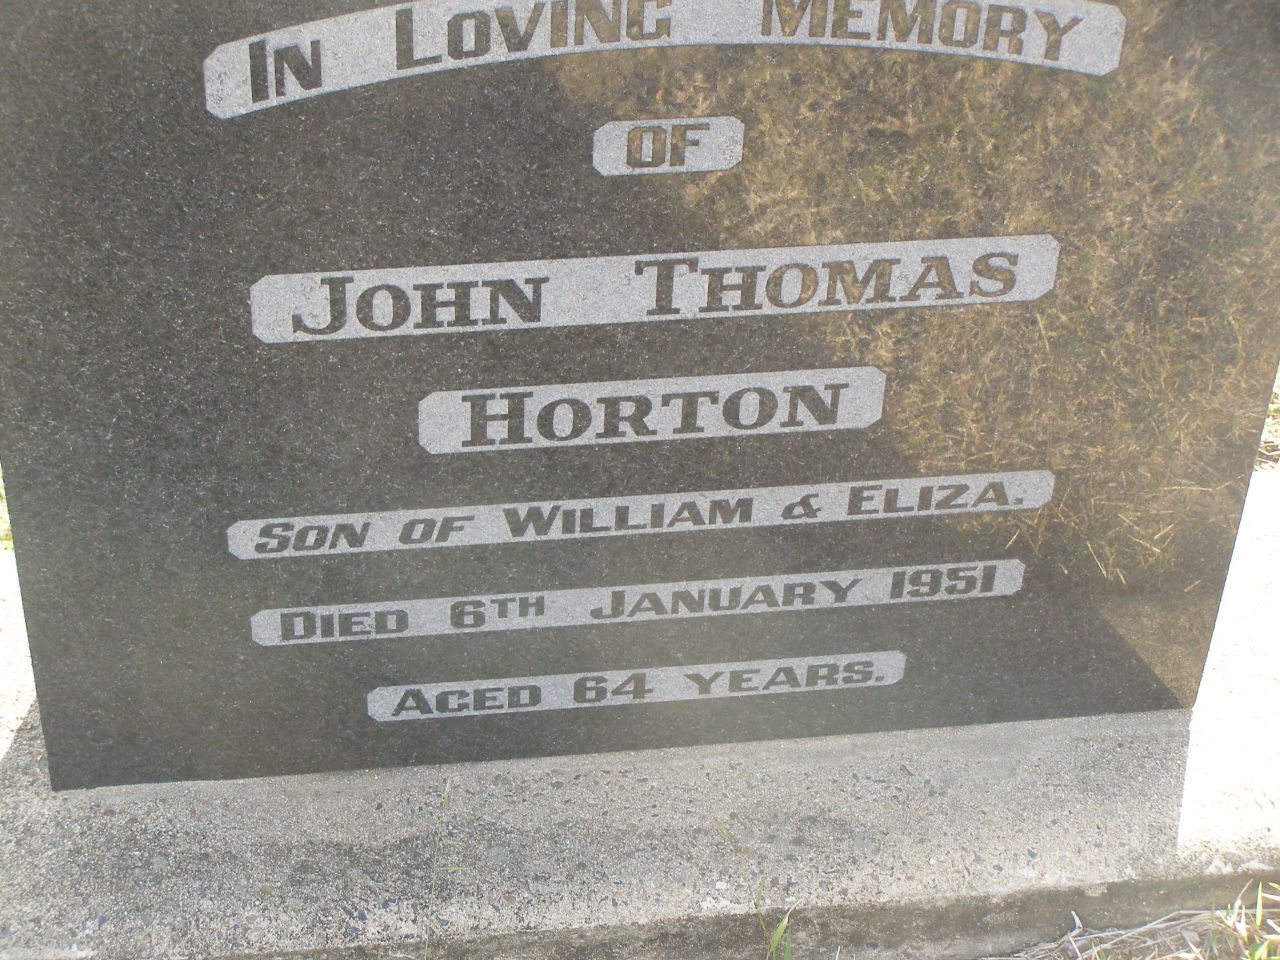 IN LOVING MEMORY
OF
JOHN THOMAS
HORTON
SON OF WILLIAM & ELIZA.
DIED 6TH JANUARY 1951
AGED 64 YEARS.